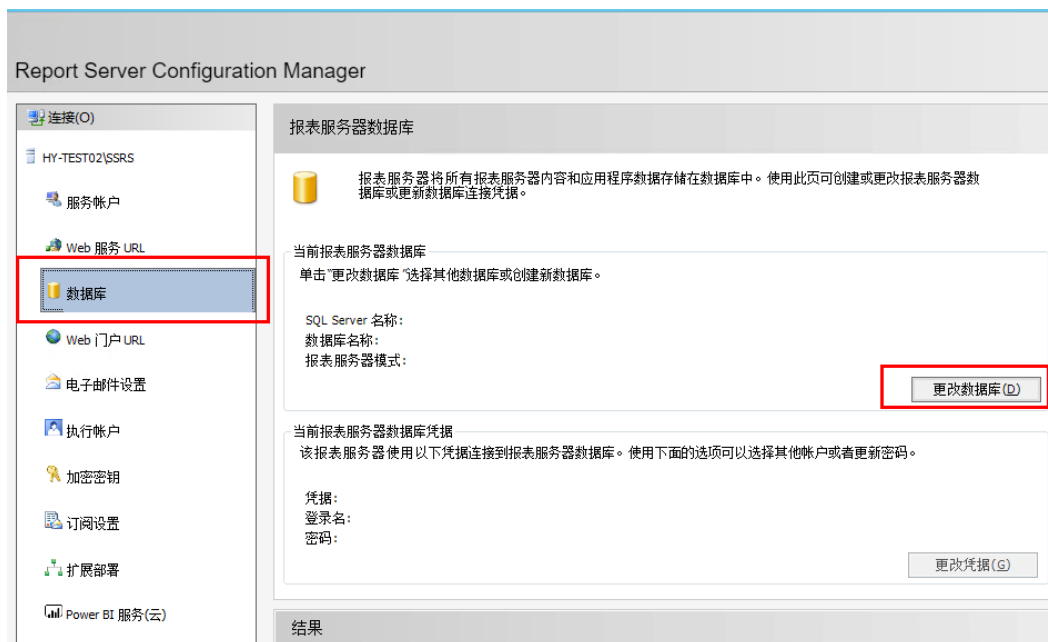 Report Server Configuration Manager
连接(O)
HY-TEST02\SSRS
服务帐户
Web 服务 URL
数据库
Web 门户 URL
电子邮件设置
执行帐户
加密密钥
订阅设置
扩展部署
Power BI 服务(云)
报表服务器数据库
报表服务器将所有报表服务器内容和应用程序数据存储在数据库中。使用此页可创建或更改报表服务器数
据库或更新数据库连接凭据。
当前报表服务器数据库
单击"更改数据库"选择其他数据库或创建新数据库。
SQL Server 名称:
数据库名称:
报表服务器模式:
更改数据库(D)
当前报表服务器数据库凭据
该报表服务器使用以下凭据连接到报表服务器数据库。使用下面的选项可以选择其他帐户或者更新密码。
凭据:
登录名:
密码:
更改凭据(G)
结果